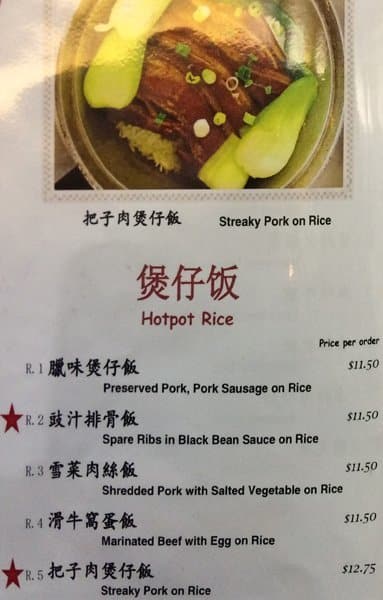 把子肉煲仔飯 Streaky Pork on Rice
煲仔饭
Hotpot Rice
Price per order
R.1 臘味煲仔飯 $11.50
Preserved Pork, Pork Sausage on Rice
R.2 豉汁排骨飯 $11.50
Spare Ribs in Black Bean Sauce on Rice
R.3 雪菜肉絲飯 $11.50
Shredded Pork with Salted Vegetable on Rice
R.4 滑牛窩蛋飯 $11.50
Marinated Beef with Egg on Rice
R.5 把子肉煲仔飯 $12.75
Streaky Pork on Rice